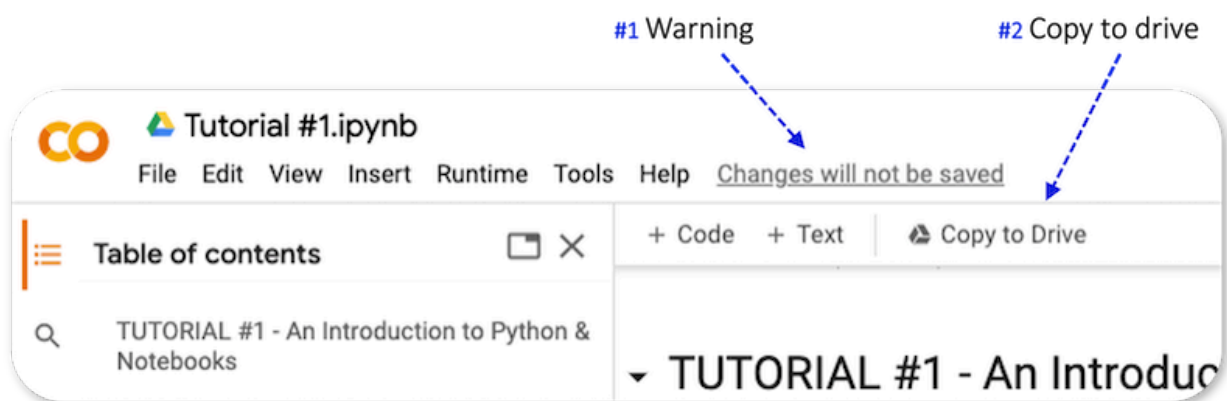 #1 Warning
#2 Copy to drive
CO
Tutorial #1.ipynb
File Edit View Insert Runtime Tools Help Changes will not be saved
Table of contents
+ Code + Text Copy to Drive
TUTORIAL #1 - An Introduction to Python &
Notebooks
TUTORIAL #1 - An Introduc